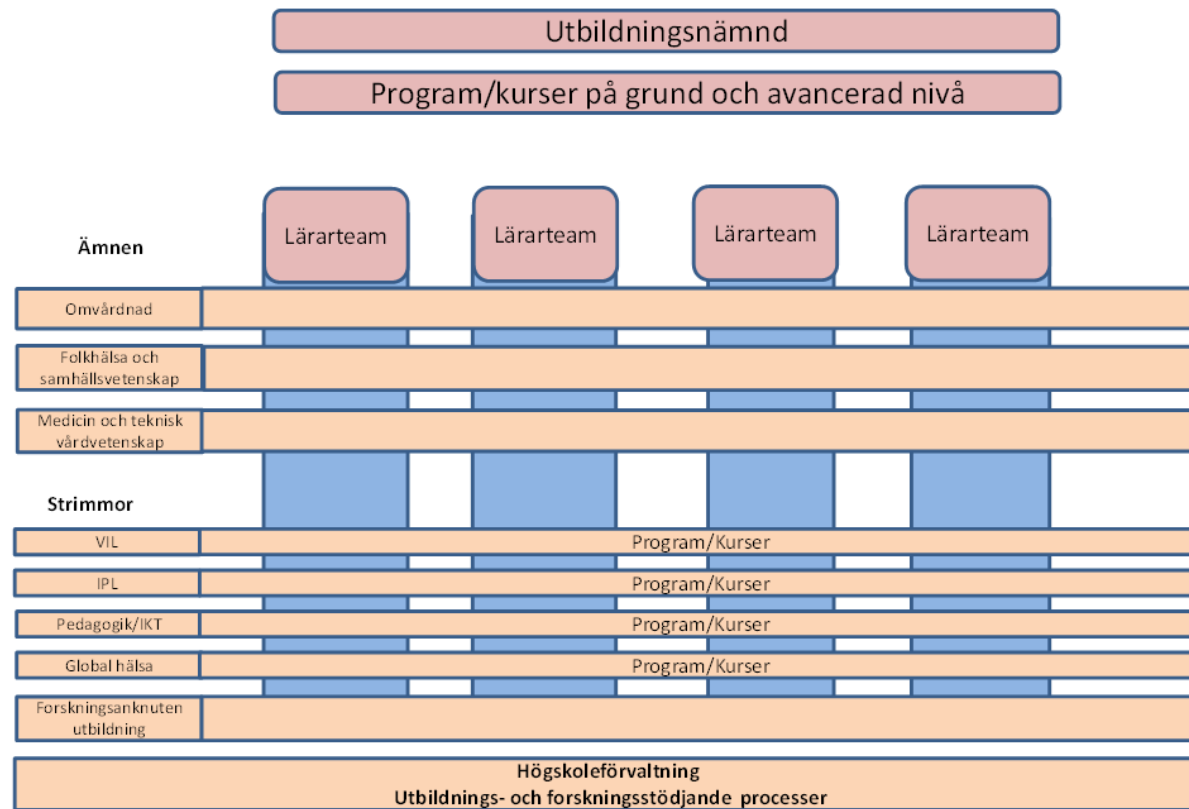 Utbildningsnämnd
Program/kurser på grund och avancerad nivå
Lärarteam
Lärarteam
Lärarteam
Lärarteam
Ämnen
Omvårdnad
Folkhälsa och
samhällsvetenskap
Medicin och teknisk
vårdvetenskap
Strimmor
VIL
Program/Kurser
IPL
Program/Kurser
Pedagogik/IKT
Program/Kurser
Global hälsa
Program/Kurser
Forskningsanknuten
utbildning
Högskoleförvaltning
Utbildnings- och forskningsstödjande processer